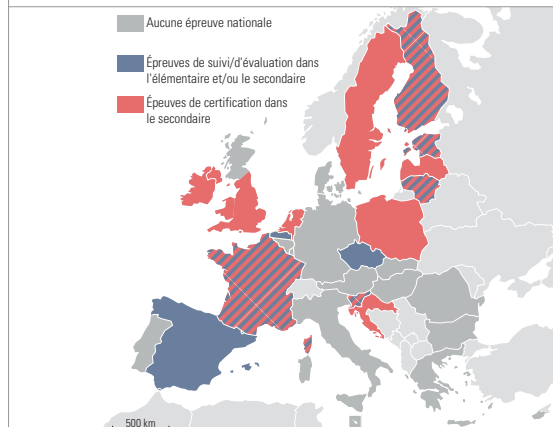 Aucune épreuve nationale
Épreuves de suivi/d'évaluation dans
l'élémentaire et/ou le secondaire
Épeuves de certification dans
le secondaire
500 km